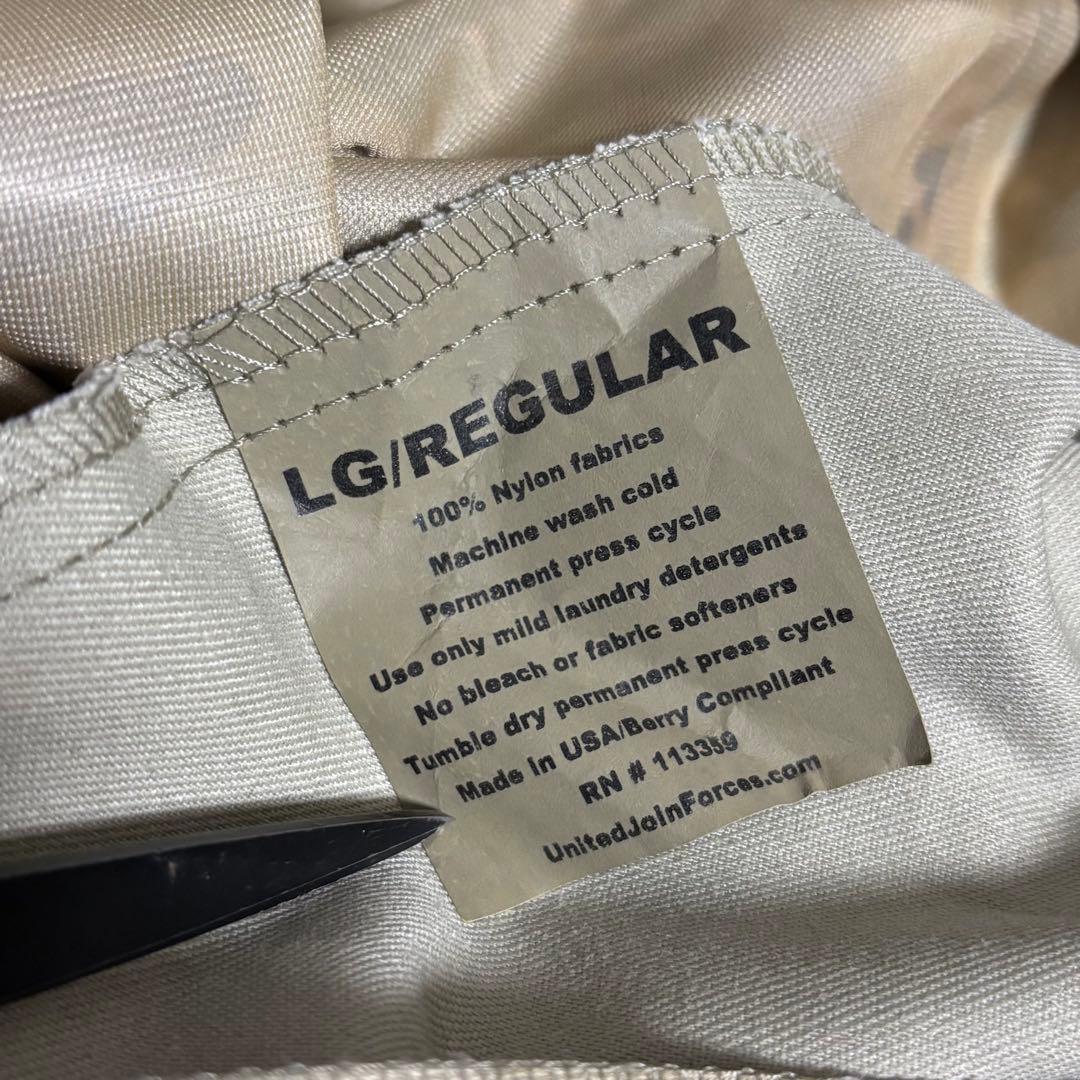 LG/REGULAR
100% Nylon fabrics
Machine wash cold
Permanent press cycle
Use only mild laundry detergents
No bleach or fabric softeners
Tumble dry permanent press cycle
Made in USA/Berry Compliant
RN # 113359
UnitedJoinForces.com